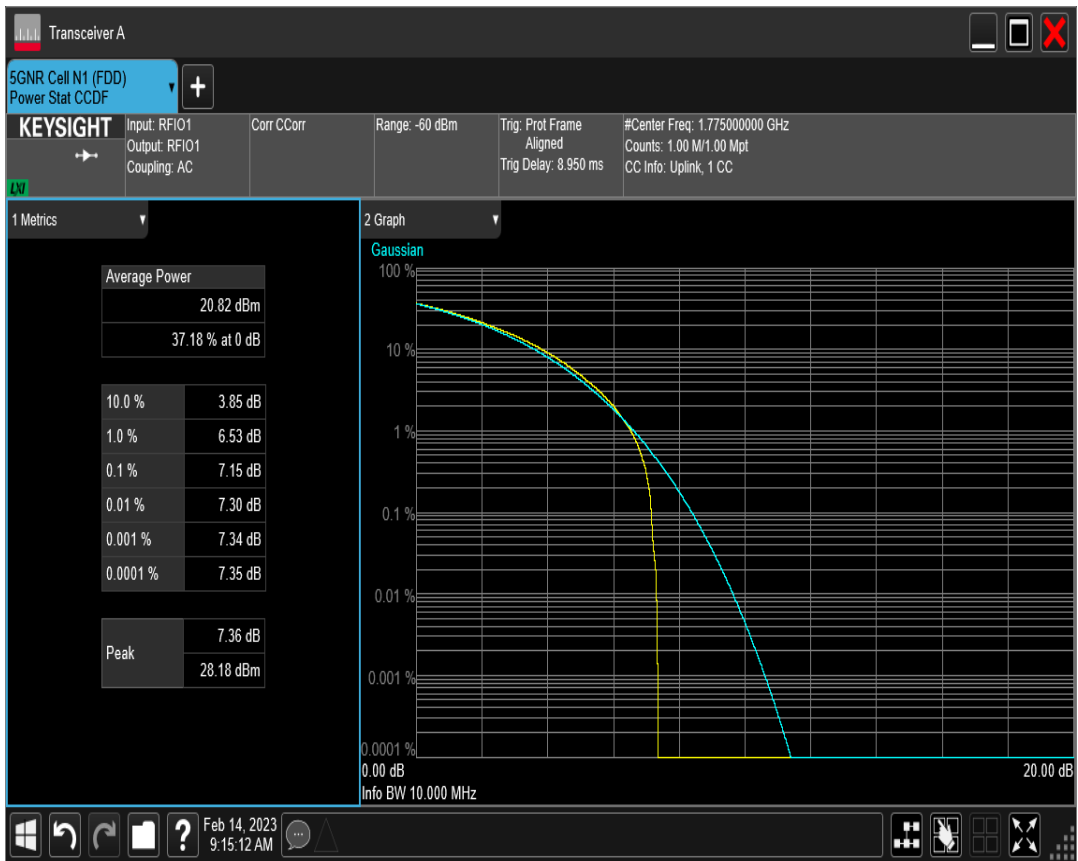 Transceiver A
5GNR Cell N1 (FDD)
Power Stat CCDF
+
KEYSIGHT
LXI
Input: RFIO1
Output: RFIO1
Coupling: AC
Corr CCorr
Range: -60 dBm
Trig: Prot Frame
Aligned
Trig Delay: 8.950 ms
#Center Freq: 1.775000000 GHz
Counts: 1.00 M/1.00 Mpt
CC Info: Uplink, 1 CC
1 Metrics
Average Power
20.82 dBm
37.18 % at 0 dB
10.0 % 3.85 dB
1.0 % 6.53 dB
0.1 % 7.15 dB
0.01 % 7.30 dB
0.001 % 7.34 dB
0.0001 % 7.35 dB
Peak
7.36 dB
28.18 dBm
2 Graph
Gaussian
100 %
10 %
1 %
0.1 %
0.01 %
0.001 %
0.0001 %
0.00 dB 20.00 dB
Info BW 10.000 MHz
?
Feb 14, 2023
9:15:12 AM